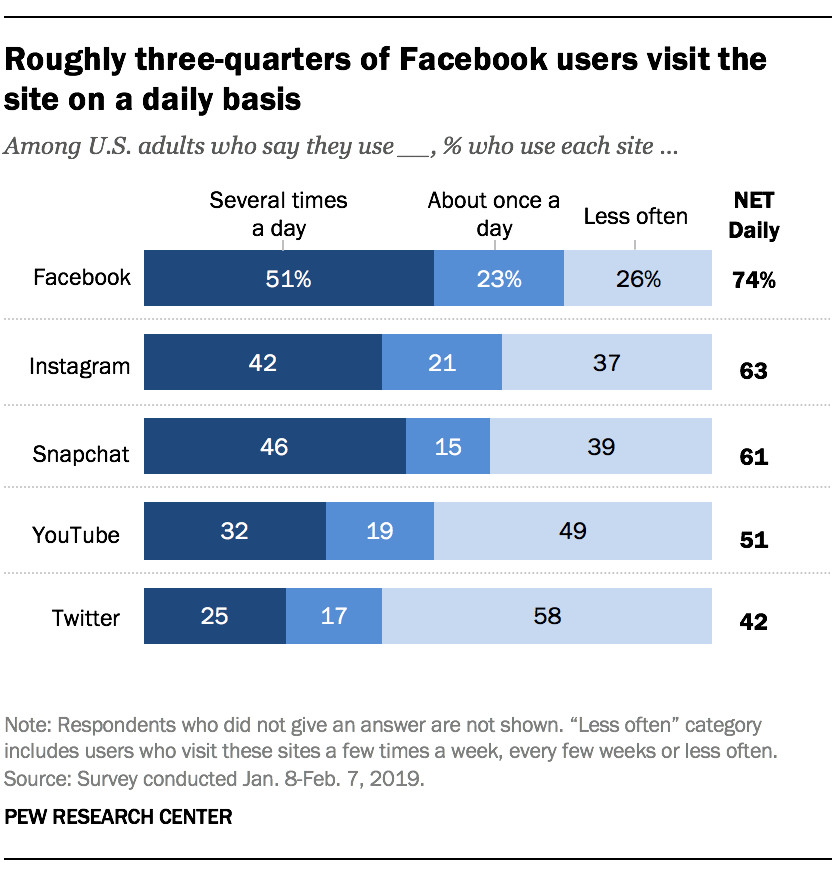 Roughly three-quarters of Facebook users visit the
site on a daily basis
Among U.S. adults who say they use __, % who use each site ...
Several times
a day
About once a
day
Less often
NET
Daily
Facebook 51% 23% 26% 74%
Instagram 42 21 37 63
Snapchat 46 15 39 61
YouTube 32 19 49 51
Twitter 25 17 58 42
Note: Respondents who did not give an answer are not shown. “Less often” category
includes users who visit these sites a few times a week, every few weeks or less often.
Source: Survey conducted Jan. 8-Feb. 7, 2019.
PEW RESEARCH CENTER